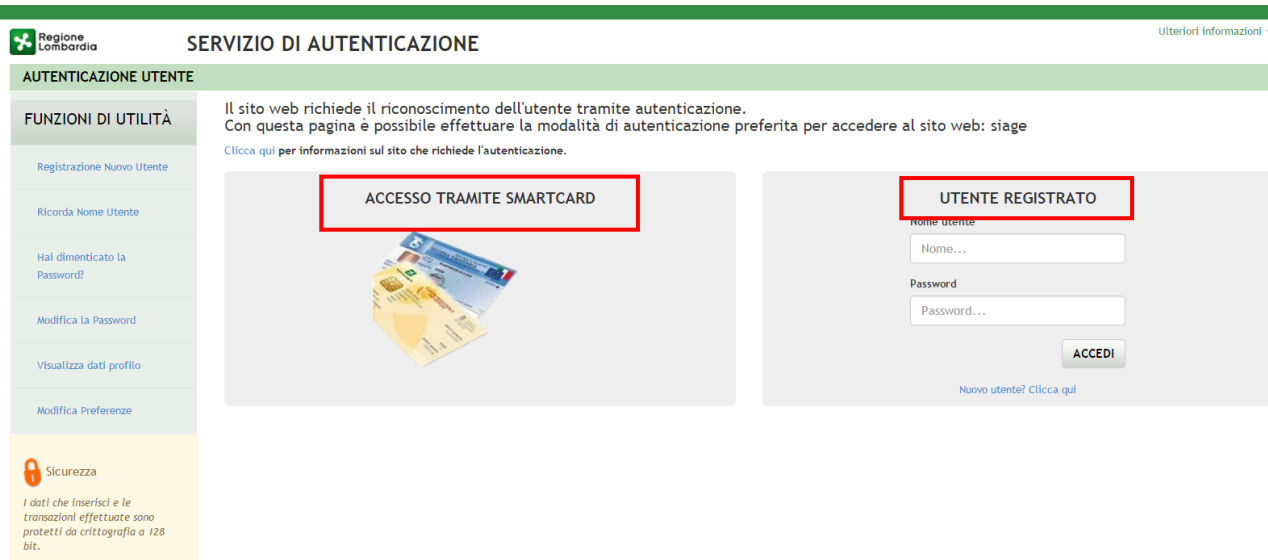 Regione
Lombardia
SERVIZIO DI AUTENTICAZIONE
Ulteriori informazioni
AUTENTICAZIONE UTENTE
FUNZIONI DI UTILITÀ
Registrazione Nuovo Utente
Ricorda Nome Utente
Hai dimenticato la
Password?
Modifica la Password
Visualizza dati profilo
Modifica Preferenze
Sicurezza
I dati che inserisci e le
transazioni effettuate sono
protetti da crittografia a 128
bit.
Il sito web richiede il riconoscimento dell'utente tramite autenticazione.
Con questa pagina è possibile effettuare la modalità di autenticazione preferita per accedere al sito web: siage
Clicca qui per informazioni sul sito che richiede l'autenticazione.
ACCESSO TRAMITE SMARTCARD
UTENTE REGISTRATO
Nome utente
Nome...
Password
Password...
ACCEDI
Nuovo utente? Clicca qui